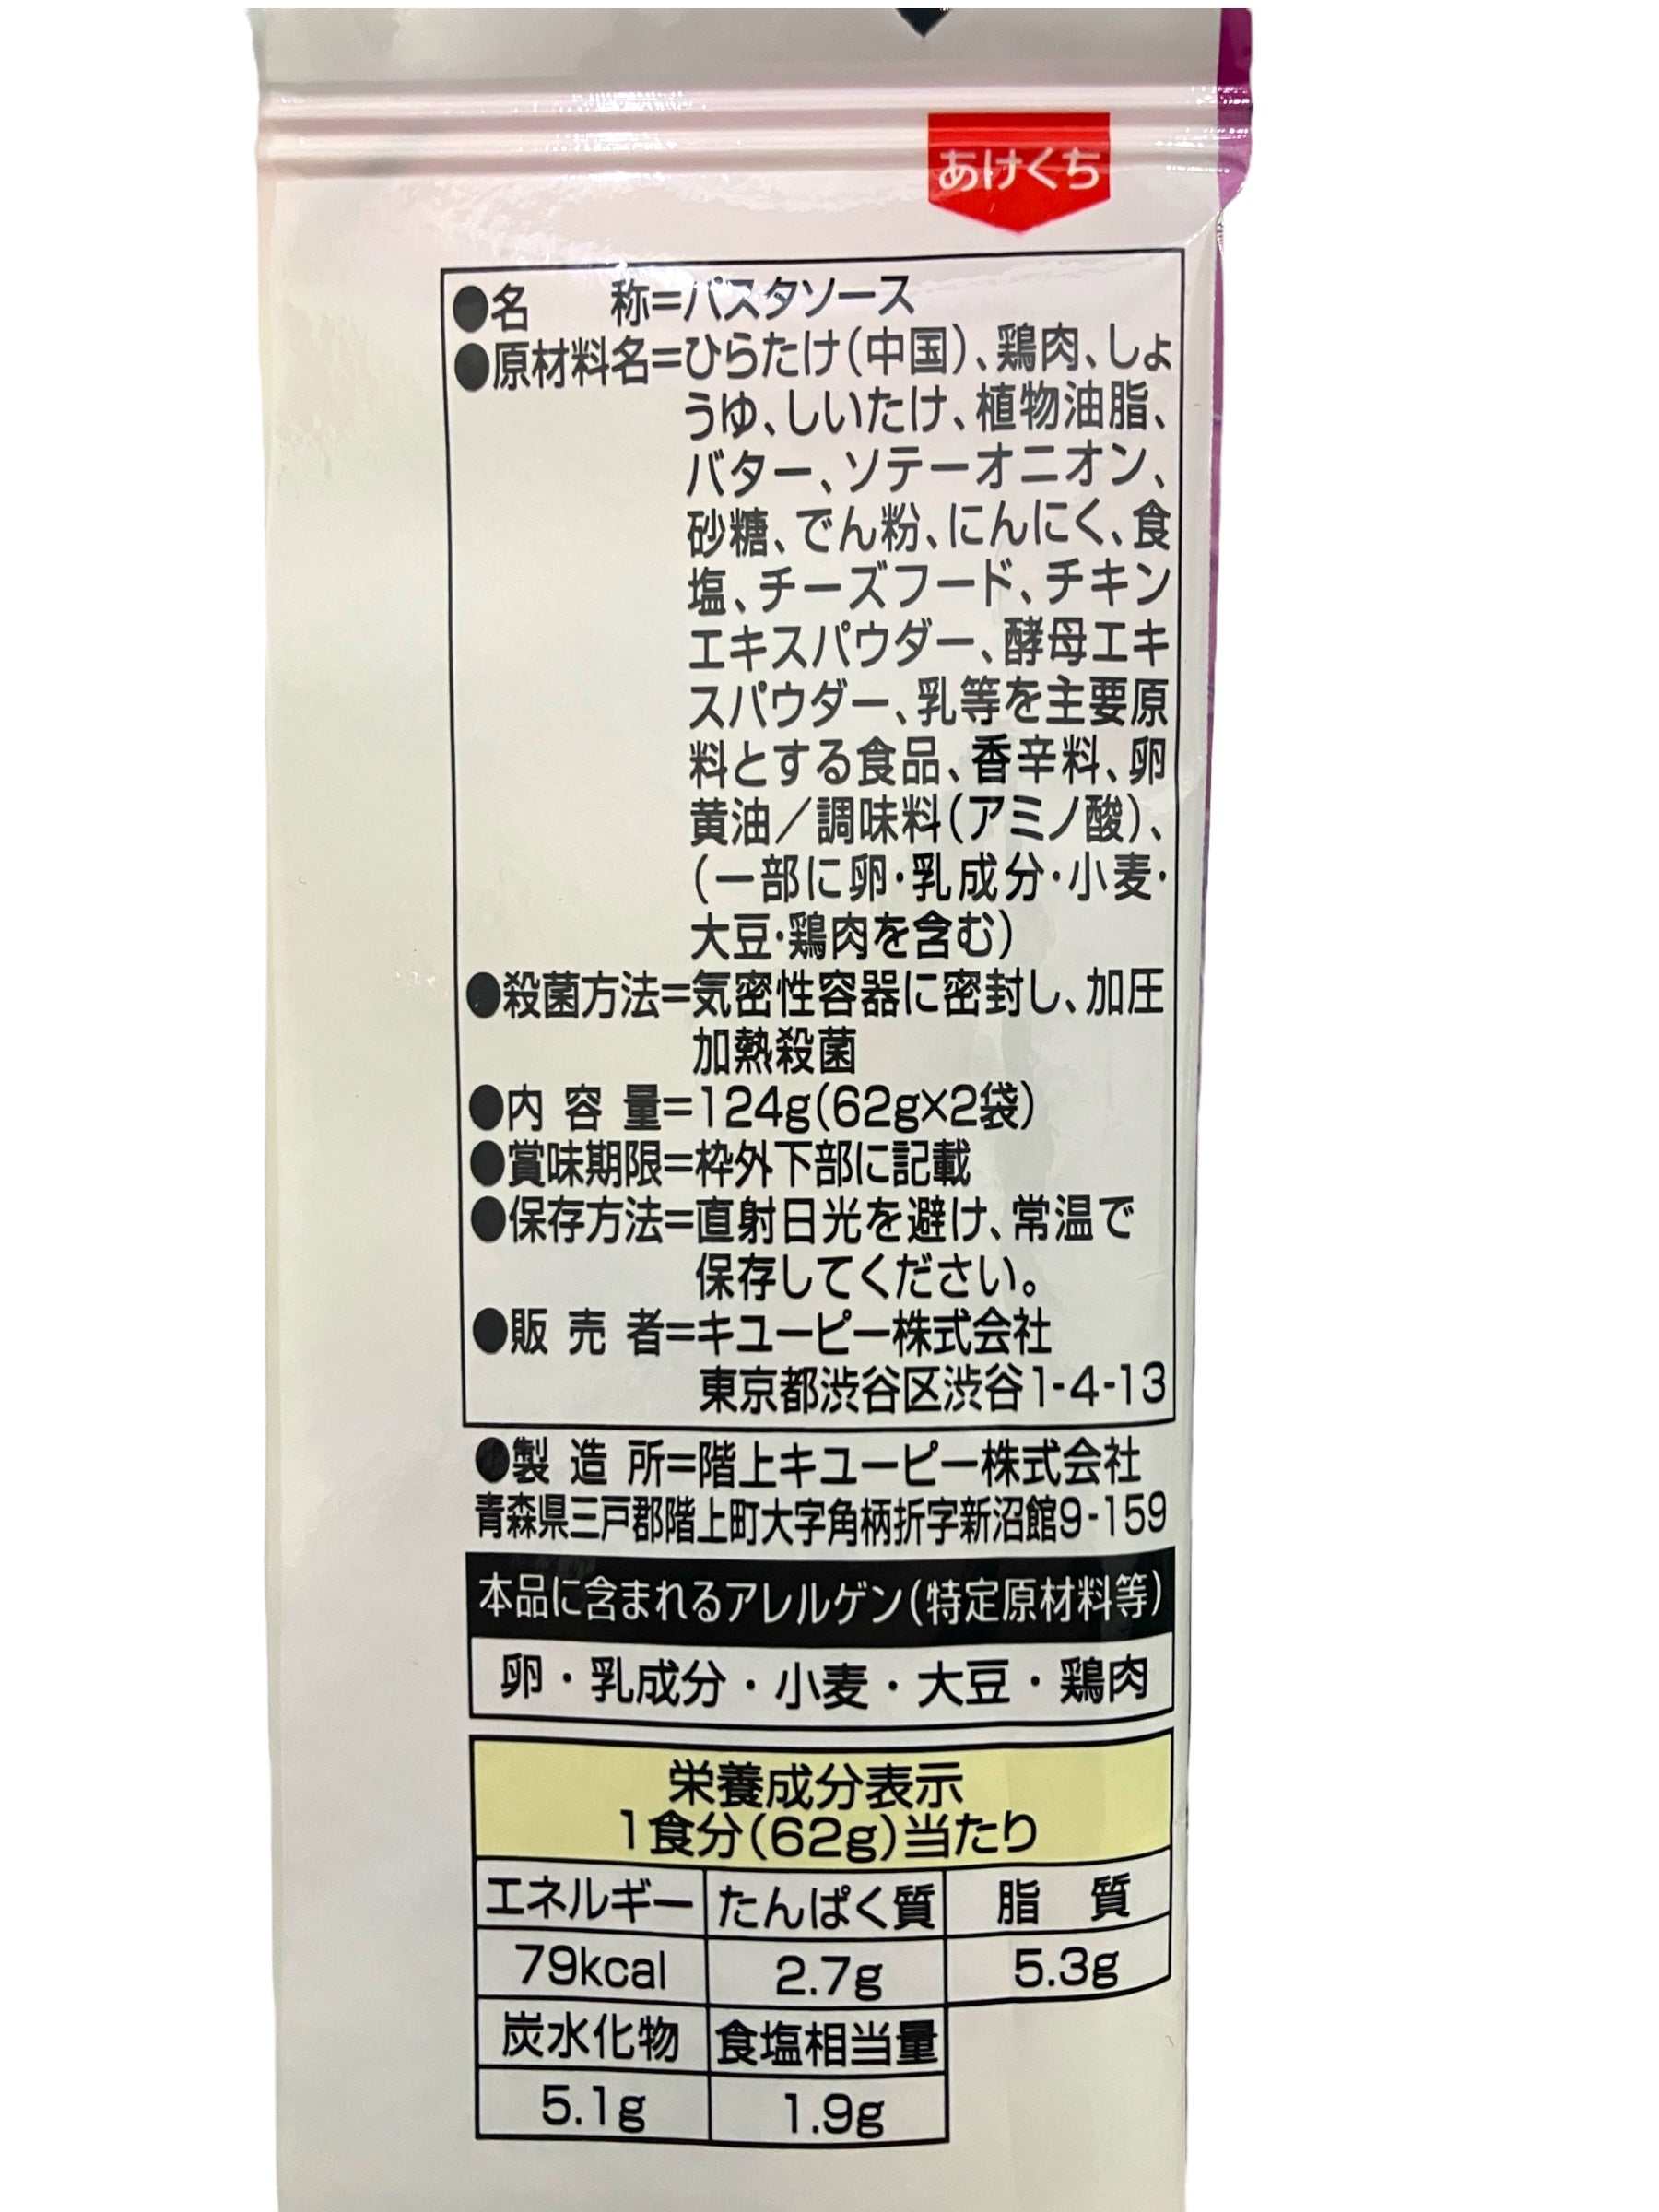 あけくち
●名 称=パスタソース
●原材料名=ひらたけ(中国)、鶏肉、しょ
うゆ、しいたけ、植物油脂、
バター、ソテーオニオン、
砂糖、でん粉、にんにく、食
塩、チーズフード、チキン
エキスパウダー、酵母エキ
スパウダー、乳等を主要原
料とする食品、香辛料、卵
黄油/調味料(アミノ酸)、
(一部に卵・乳成分・小麦・
大豆・鶏肉を含む)
●殺菌方法=気密性容器に密封し、加圧
加熱殺菌
●内容量=124g(62g×2袋)
●賞味期限=枠外下部に記載
●保存方法=直射日光を避け、常温で
保存してください。
●販売者=キユーピー株式会社
東京都渋谷区渋谷1-4-13
●製造所=階上キユーピー株式会社
青森県三戸郡階上町大字角柄折字新沼館9-159
本品に含まれるアレルゲン(特定原材料等)
卵・乳成分・小麦・大豆・鶏肉
栄養成分表示
1食分(62g)当たり
エネルギー たんぱく質 脂質
79kcal 2.7g 5.3g
炭水化物 食塩相当量
5.1g 1.9g